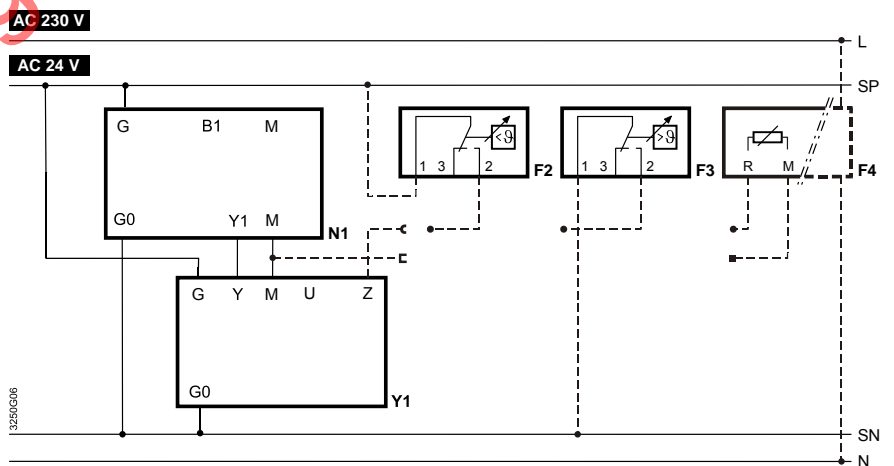 AC 230 V
L
AC 24 V
SP
G B1 M
<ϑ
>ϑ
1 3 2 F2
1 3 2 F3
R M F4
G0 Y1 M
N1
G Y M U Z
G0
Y1
3250G06
SN
N